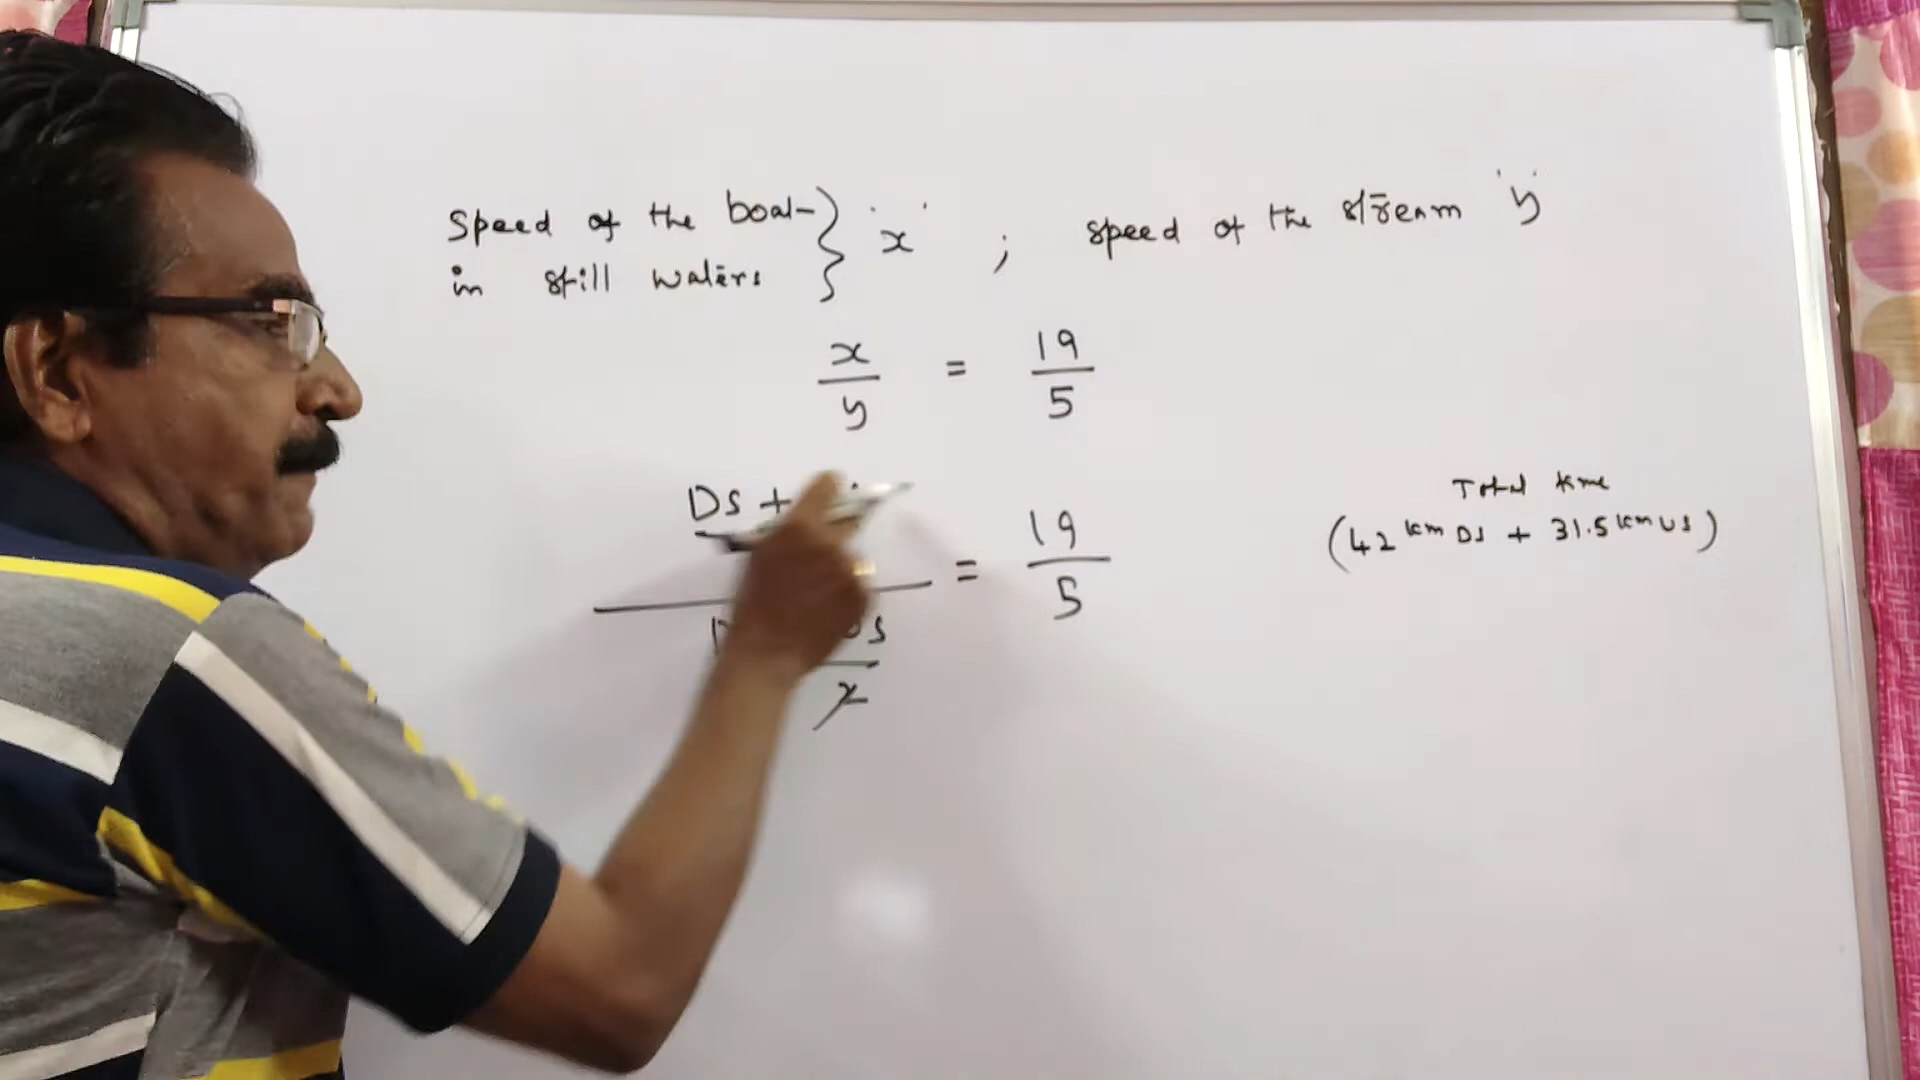 Speed of the boat } 'x' ; speed of the stream 'y'
in still waters
x/y = 19/5
Total kms
DS +
= 19/5
(42 km DS + 31.5 km US)